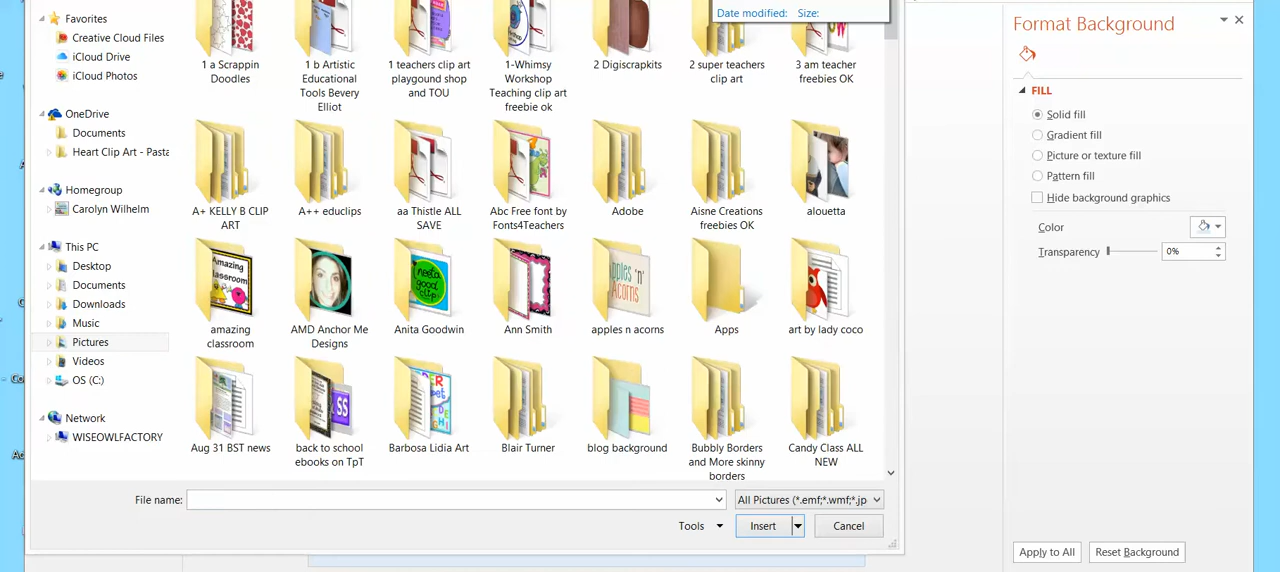 Favorites
Creative Cloud Files
iCloud Drive
iCloud Photos
OneDrive
Documents
Heart Clip Art - Pasta
Homegroup
Carolyn Wilhelm
This PC
Desktop
Documents
Downloads
Music
Pictures
Videos
OS (C:)
Network
WISEOWLFACTORY
Date modified: Size:
1 a Scrappin
Doodles
1 b Artistic
Educational
Tools Bevery
Elliot
1 teachers clip art
playgound shop
and TOU
1-Whimsy
Workshop
Teaching clip art
freebie ok
2 Digiscrapkits
2 super teachers
clip art
3 am teacher
freebies OK
A+ KELLY B CLIP
ART
A++ educlips
aa Thistle ALL
SAVE
Abc Free font by
Fonts4Teachers
Adobe
Aisne Creations
freebies OK
alouetta
Amazing
Classroom
amazing
classroom
AMD Anchor Me
Designs
needs
good
clip
Anita Goodwin
Ann Smith
Apples 'n'
Acorns
apples n acorns
Apps
art by lady coco
Aug 31 BST news
SS
back to school
ebooks on TpT
Barbosa Lidia Art
Blair Turner
blog background
Bubbly Borders
and More skinny
borders
Candy Class ALL
NEW
File name:
All Pictures (*.emf;*.wmf;*.jp
Tools
Insert
Cancel
Format Background
FILL
Solid fill
Gradient fill
Picture or texture fill
Pattern fill
Hide background graphics
Color
Transparency
0%
Apply to All
Reset Background